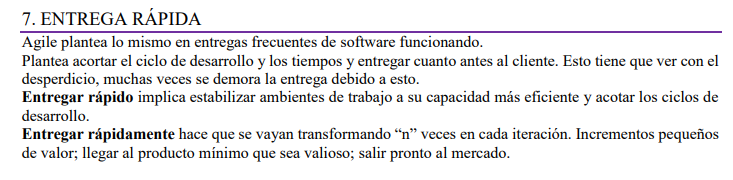 7. ENTREGA RÁPIDA
Agile plantea lo mismo en entregas frecuentes de software funcionando.
Plantea acortar el ciclo de desarrollo y los tiempos y entregar cuanto antes al cliente. Esto tiene que ver con el
desperdicio, muchas veces se demora la entrega debido a esto.
Entregar rápido implica estabilizar ambientes de trabajo a su capacidad más eficiente y acotar los ciclos de
desarrollo.
Entregar rápidamente hace que se vayan transformando “n” veces en cada iteración. Incrementos pequeños
de valor; llegar al producto mínimo que sea valioso; salir pronto al mercado.